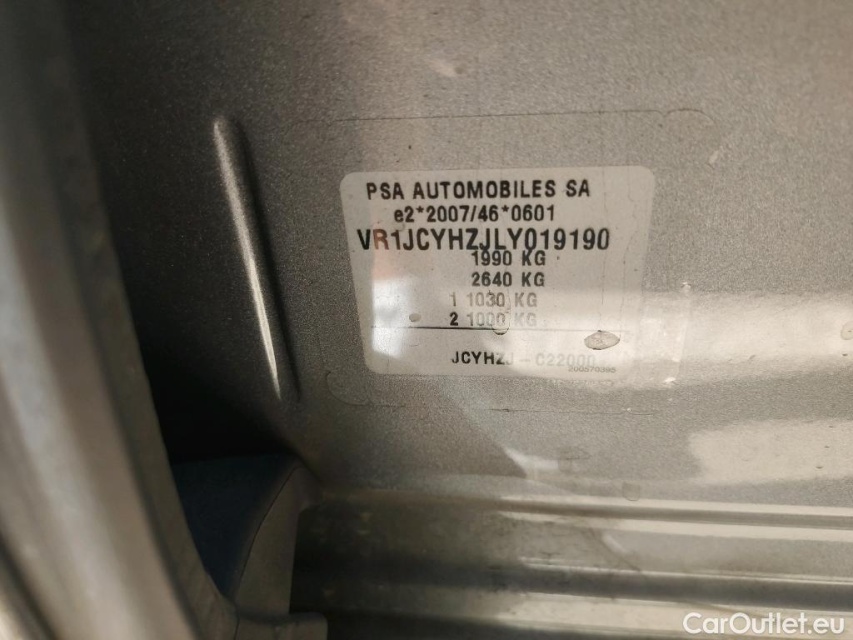 PSA AUTOMOBILES SA
e2*2007/46*0601
VR1JCYHZJLY019190
1990 KG
2640 KG
1 1030 KG
2 1000 KG
JCYHZJ - C22000
CarOutlet.eu